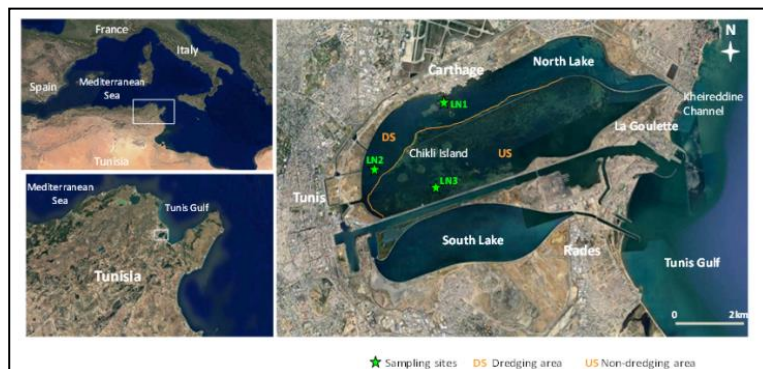 France
Italy
Spain
Mediterranean
Sea
Tunisia
Mediterranean
Sea
Tunis Gulf
Tunisia
N
North Lake
Carthage
Kheireddine
Channel
LN1
La Goulette
DS
Chikli Island
US
LN2
LN3
Tunis
South Lake
Rades
Tunis Gulf
0 2km
Sampling sites DS Dredging area US Non-dredging area